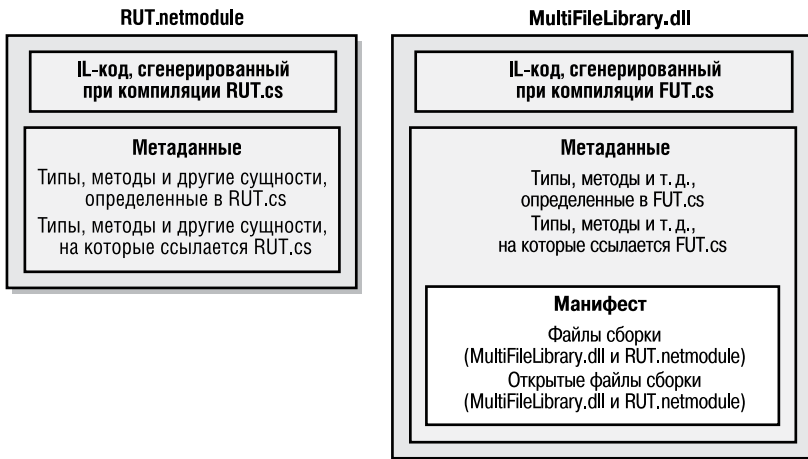 RUT.netmodule
IL-код, сгенерированный
при компиляции RUT.cs
Метаданные
Типы, методы и другие сущности,
определенные в RUT.cs
Типы, методы и другие сущности,
на которые ссылается RUT.cs
MultiFileLibrary.dll
IL-код, сгенерированный
при компиляции FUT.cs
Метаданные
Типы, методы и т. д.,
определенные в FUT.cs
Типы, методы и т. д.,
на которые ссылается FUT.cs
Манифест
Файлы сборки
(MultiFileLibrary.dll и RUT.netmodule)
Открытые файлы сборки
(MultiFileLibrary.dll и RUT.netmodule)